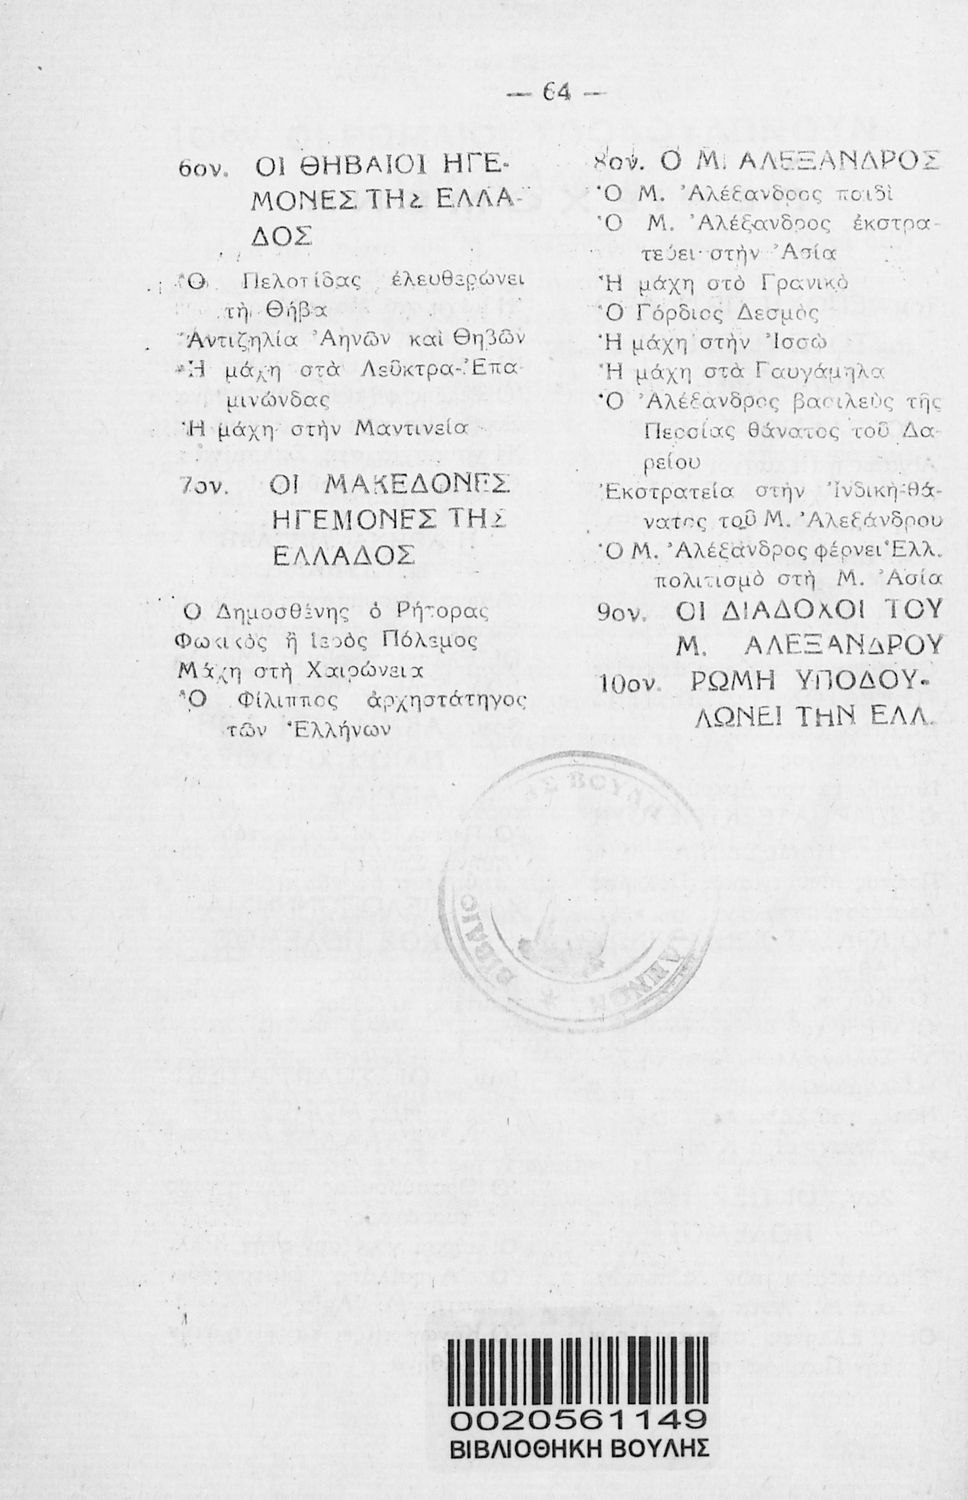 — 64 —
6ον. ΟΙ ΘΗΒΑΙΟΙ ΗΓΕ-
ΜΟΝΕΣ ΤΗΣ ΕΛΛΑ-
ΔΟΣ
Ὁ Πελοπίδας ἐλευθερώνει
τὴ Θήβα
Ἀντιζηλία Ἀηνῶν καὶ Θηβῶν
Ἡ μάχη στὰ Λεῦκτρα-Ἐπα-
μινώνδας
Ἡ μάχη στὴν Μαντινεία
7ον. ΟΙ ΜΑΚΕΔΟΝΕΣ
ΗΓΕΜΟΝΕΣ ΤΗΣ
ΕΛΛΑΔΟΣ
Ο Δημοσθένης ὁ Ρήτορας
Φωκικὸς ἢ Ἱερὸς Πόλεμος
Μάχη στὴ Χαιρώνεια
Ὁ Φίλιππος ἀρχηστάτηγος
τῶν Ἑλλήνων
8ον. Ο Μ. ΑΛΕΞΑΝΔΡΟΣ
Ὁ Μ. Ἀλέξανδρος παιδὶ
Ὁ Μ. Ἀλέξανδρος ἐκστρα-
τεύει στὴν Ἀσία
Ἡ μάχη στὸ Γρανικὸ
Ὁ Γόρδιος Δεσμὸς
Ἡ μάχη στὴν Ἰσσὼ
Ἡ μάχη στὰ Γαυγάμηλα
Ὁ Ἀλέξανδρος βασιλεὺς τῆς
Περσίας θάνατος τοῦ Δα-
ρείου
Ἐκστρατεία στὴν Ἰνδικὴ-θά-
νατος τοῦ Μ. Ἀλεξάνδρου
Ὁ Μ. Ἀλέξανδρος φέρνει Ἑλλ.
πολιτισμὸ στὴ Μ. Ἀσία
9ον. ΟΙ ΔΙΑΔΟΧΟΙ ΤΟΥ
Μ. ΑΛΕΞΑΝΔΡΟΥ
10ον. ΡΩΜΗ ΥΠΟΔΟΥ-
ΛΩΝΕΙ ΤΗΝ ΕΛΛ.
0020561149
ΒΙΒΛΙΟΘΗΚΗ ΒΟΥΛΗΣ